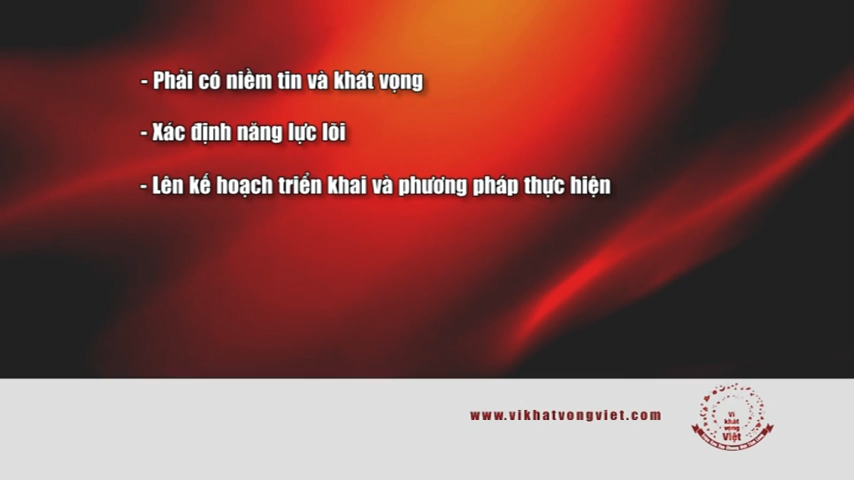 - Phải có niềm tin và khát vọng
- Xác định năng lực lõi
- Lên kế hoạch triển khai và phương pháp thực hiện
www.vikhatvongviet.com
Vì
khát
vọng
Việt